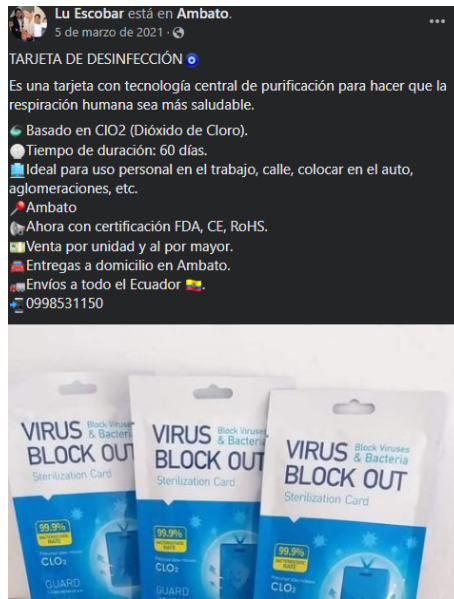 Lu Escobar está en Ambato.
5 de marzo de 2021
TARJETA DE DESINFECCIÓN
Es una tarjeta con tecnología central de purificación para hacer que la
respiración humana sea más saludable.
Basado en ClO2 (Dióxido de Cloro).
Tiempo de duración: 60 días.
Ideal para uso personal en el trabajo, calle, colocar en el auto,
aglomeraciones, etc.
Ambato
Ahora con certificación FDA, CE, RoHS.
Venta por unidad y al por mayor.
Entregas a domicilio en Ambato.
Envíos a todo el Ecuador .
0998531150
VIRUS Block Viruses & Bacteri
BLOCK OUT
Sterilization Card
99.9%
CLO2
GUARD
VIRUS Block Viruses & Bacteri
BLOCK OUT
Sterilization Card
99.9%
CLO2
GUARD
VIRUS Block Viruses
& Bacteria
BLOCK OUT
Sterilization Card
99.9%
CLO2